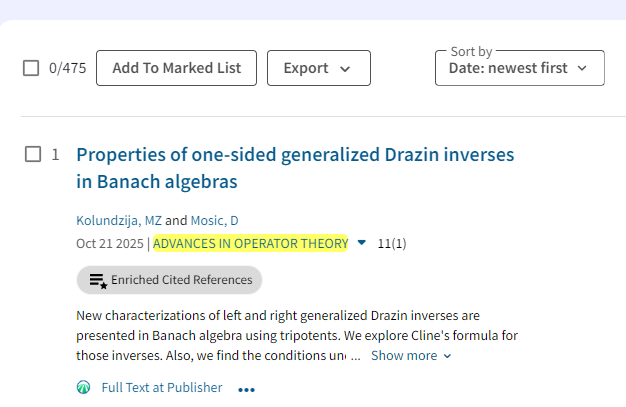 Sort by
0/475 Add To Marked List Export Date: newest first
1 Properties of one-sided generalized Drazin inverses
in Banach algebras
Kolundzija, MZ and Mosic, D
Oct 21 2025 | ADVANCES IN OPERATOR THEORY 11(1)
Enriched Cited References
New characterizations of left and right generalized Drazin inverses are
presented in Banach algebra using tripotents. We explore Cline's formula for
those inverses. Also, we find the conditions un ... Show more
Full Text at Publisher •••